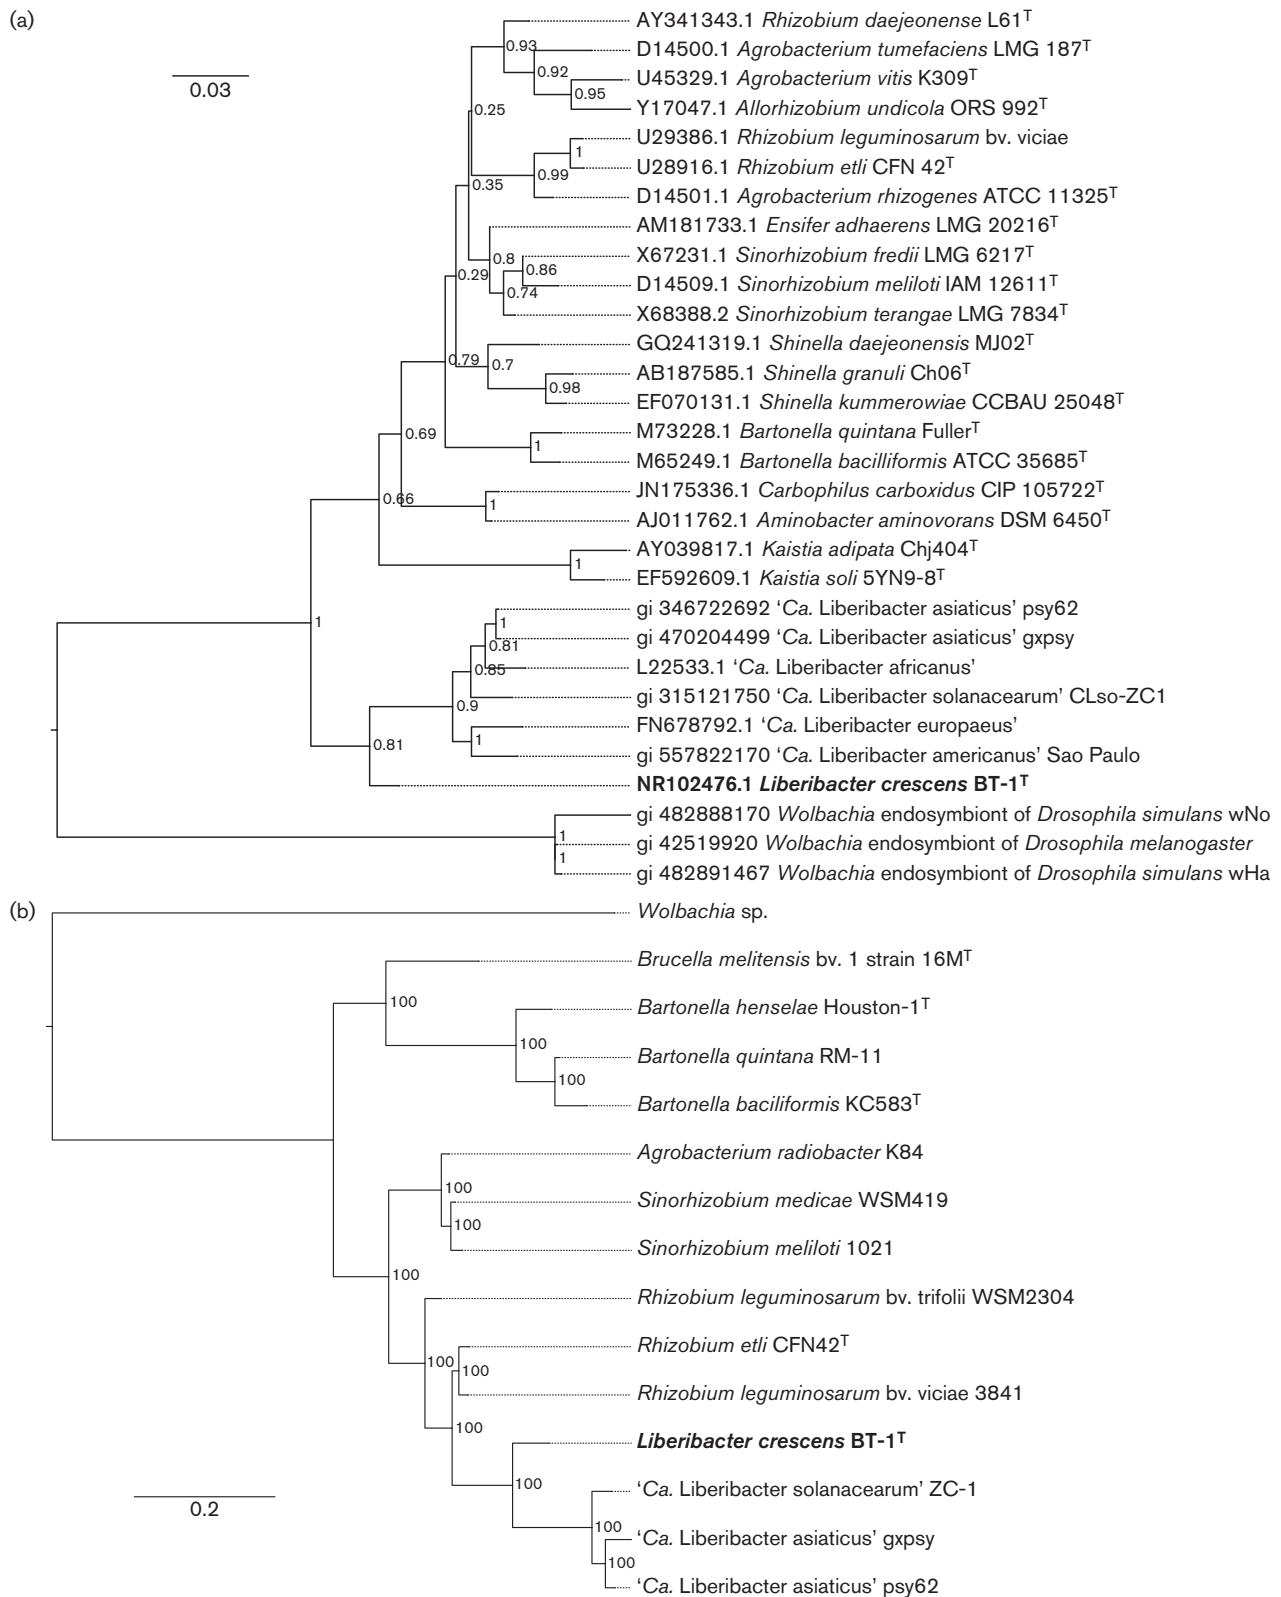 (a)
AY341343.1 Rhizobium daejeonense L61T
0.93
D14500.1 Agrobacterium tumefaciens LMG 187T
0.03
0.92
U45329.1 Agrobacterium vitis K309T
0.95
0.25
Y17047.1 Allorhizobium undicola ORS 992T
U29386.1 Rhizobium leguminosarum bv. viciae
1
U28916.1 Rhizobium etli CFN 42T
0.99
0.35
D14501.1 Agrobacterium rhizogenes ATCC 11325T
AM181733.1 Ensifer adhaerens LMG 20216T
0.8
X67231.1 Sinorhizobium fredii LMG 6217T
0.86
0.29
D14509.1 Sinorhizobium meliloti IAM 12611T
0.74
X68388.2 Sinorhizobium terangae LMG 7834T
GQ241319.1 Shinella daejeonensis MJ02T
0.79
0.7
AB187585.1 Shinella granuli Ch06T
0.98
EF070131.1 Shinella kummerowiae CCBAU 25048T
0.69
M73228.1 Bartonella quintana FullerT
1
M65249.1 Bartonella bacilliformis ATCC 35685T
JN175336.1 Carbophilus carboxidus CIP 105722T
0.66
1
AJ011762.1 Aminobacter aminovorans DSM 6450T
AY039817.1 Kaistia adipata Chj404T
1
EF592609.1 Kaistia soli 5YN9-8T
gi 346722692 ‘Ca. Liberibacter asiaticus’ psy62
1
1
gi 470204499 ‘Ca. Liberibacter asiaticus’ gxpsy
0.81
L22533.1 ‘Ca. Liberibacter africanus’
0.85
gi 315121750 ‘Ca. Liberibacter solanacearum’ CLso-ZC1
0.9
FN678792.1 ‘Ca. Liberibacter europaeus’
1
0.81
gi 557822170 ‘Ca. Liberibacter americanus’ Sao Paulo
NR102476.1 Liberibacter crescens BT-1T
gi 482888170 Wolbachia endosymbiont of Drosophila simulans wNo
1
gi 42519920 Wolbachia endosymbiont of Drosophila melanogaster
1
gi 482891467 Wolbachia endosymbiont of Drosophila simulans wHa
(b)
Wolbachia sp.
Brucella melitensis bv. 1 strain 16MT
100
Bartonella henselae Houston-1T
100
Bartonella quintana RM-11
100
Bartonella baciliformis KC583T
Agrobacterium radiobacter K84
100
Sinorhizobium medicae WSM419
100
Sinorhizobium meliloti 1021
100
Rhizobium leguminosarum bv. trifolii WSM2304
Rhizobium etli CFN42T
100
100
Rhizobium leguminosarum bv. viciae 3841
100
Liberibacter crescens BT-1T
100
‘Ca. Liberibacter solanacearum’ ZC-1
0.2
100
‘Ca. Liberibacter asiaticus’ gxpsy
100
‘Ca. Liberibacter asiaticus’ psy62